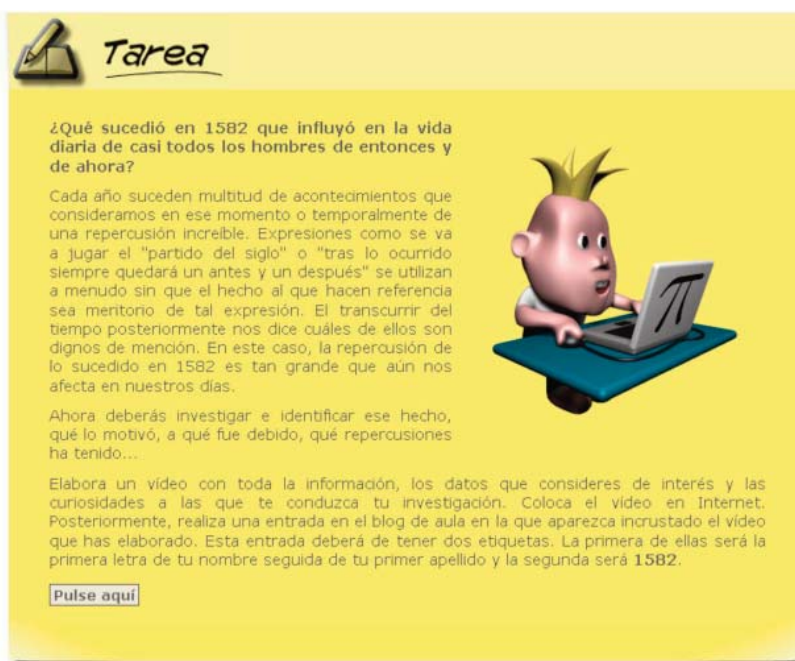 Tarea
¿Qué sucedió en 1582 que influyó en la vida
diaria de casi todos los hombres de entonces y
de ahora?
Cada año suceden multitud de acontecimientos que
consideramos en ese momento o temporalmente de
una repercusión increíble. Expresiones como se va
a jugar el "partido del siglo" o "tras lo ocurrido
siempre quedará un antes y un después" se utilizan
a menudo sin que el hecho al que hacen referencia
sea meritorio de tal expresión. El transcurrir del
tiempo posteriormente nos dice cuáles de ellos son
dignos de mención. En este caso, la repercusión de
lo sucedido en 1582 es tan grande que aún nos
afecta en nuestros días.
Ahora deberás investigar e identificar ese hecho,
qué lo motivó, a qué fue debido, qué repercusiones
ha tenido...
Elabora un vídeo con toda la información, los datos que consideres de interés y las
curiosidades a las que te conduzca tu investigación. Coloca el vídeo en Internet.
Posteriormente, realiza una entrada en el blog de aula en la que aparezca incrustado el vídeo
que has elaborado. Esta entrada deberá de tener dos etiquetas. La primera de ellas será la
primera letra de tu nombre seguida de tu primer apellido y la segunda será 1582.
Pulse aquí
π